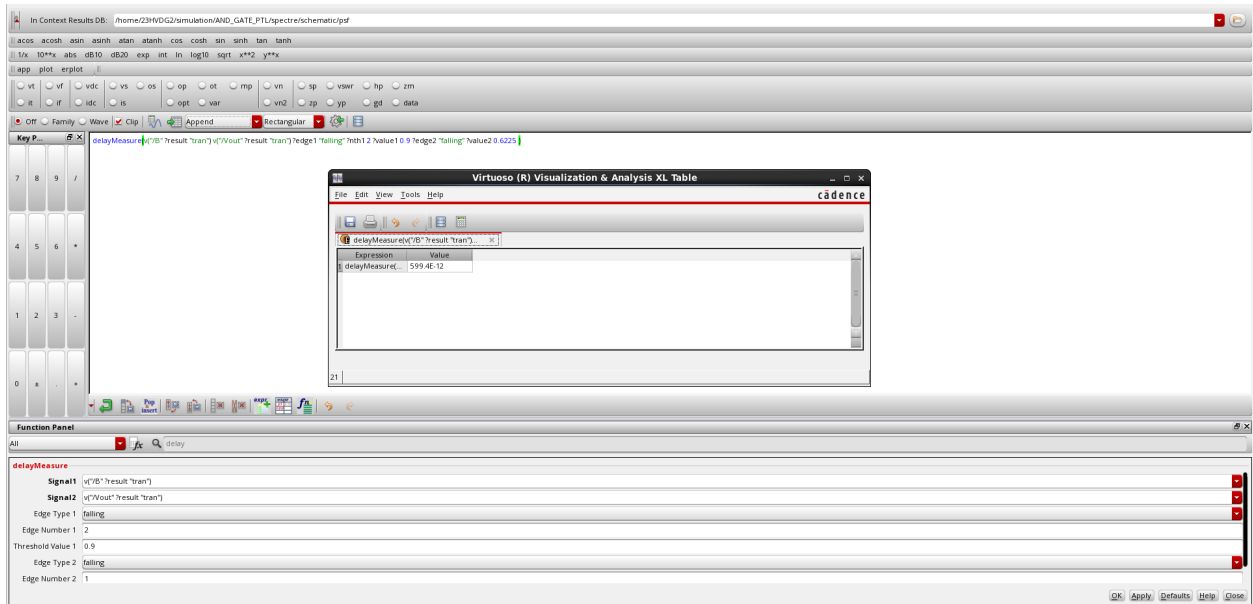 In Context Results DB: /home/23HVDG2/simulation/AND_GATE_PTL/spectre/schematic/psf
acos acosh asin asinh atan atanh cos cosh sin sinh tan tanh
1/x 10**x abs dB10 dB20 exp int ln log10 sqrt x**2 y**x
app plot erplot
vt vf vdc vs os op ot mp vn sp vswr hp zm
it if idc is opt var vn2 zp yp gd data
Off Family Wave Clip Append Rectangular
Key P...
delayMeasure(v("/B" ?result "tran") v("/Vout" ?result "tran") ?edge1 "falling" ?nth1 2 ?value1 0.9 ?edge2 "falling" ?value2 0.6225 )
7 8 9 /
4 5 6 *
1 2 3 -
0 ± . +
Virtuoso (R) Visualization & Analysis XL Table
File Edit View Tools Help
cādence
delayMeasure(v("/B" ?result "tran")...
Expression Value
1 delayMeasure(... 599.4E-12
21
Pop
insert
expr
expr
fn
Function Panel
All fx delay
delayMeasure
Signal1 v("/B" ?result "tran")
Signal2 v("/Vout" ?result "tran")
Edge Type 1 falling
Edge Number 1 2
Threshold Value 1 0.9
Edge Type 2 falling
Edge Number 2 1
OK Apply Defaults Help Close